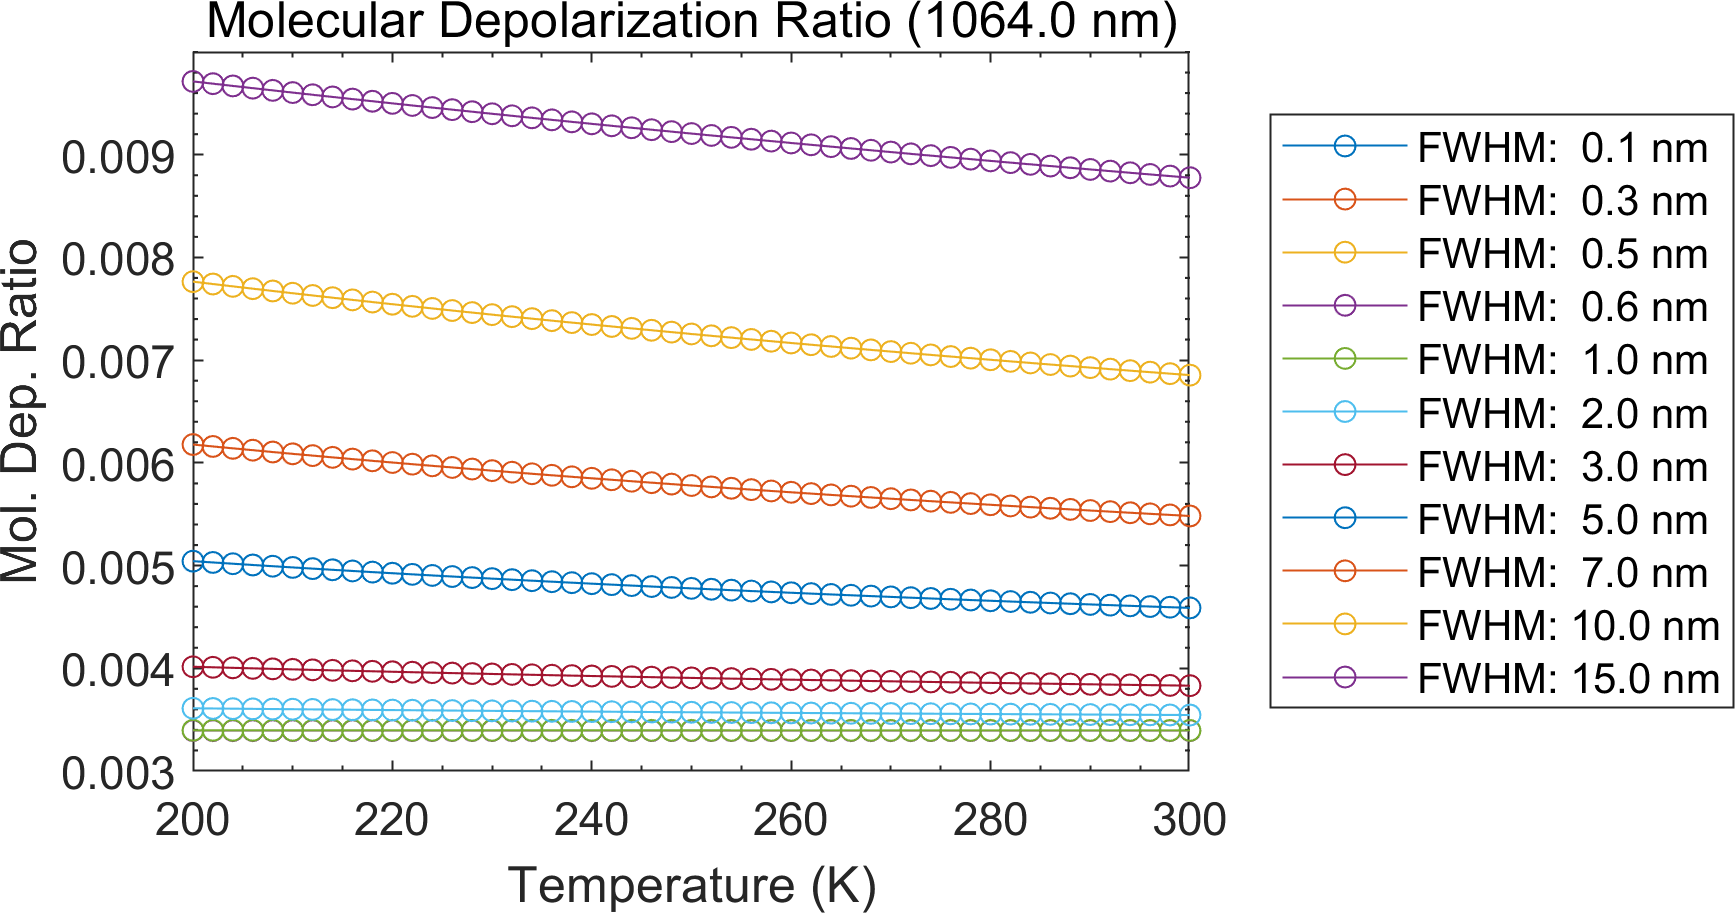 Molecular Depolarization Ratio (1064.0 nm)
Mol. Dep. Ratio
0.009
0.008
0.007
0.006
0.005
0.004
0.003
200 220 240 260 280 300
Temperature (K)
FWHM: 0.1 nm
FWHM: 0.3 nm
FWHM: 0.5 nm
FWHM: 0.6 nm
FWHM: 1.0 nm
FWHM: 2.0 nm
FWHM: 3.0 nm
FWHM: 5.0 nm
FWHM: 7.0 nm
FWHM: 10.0 nm
FWHM: 15.0 nm